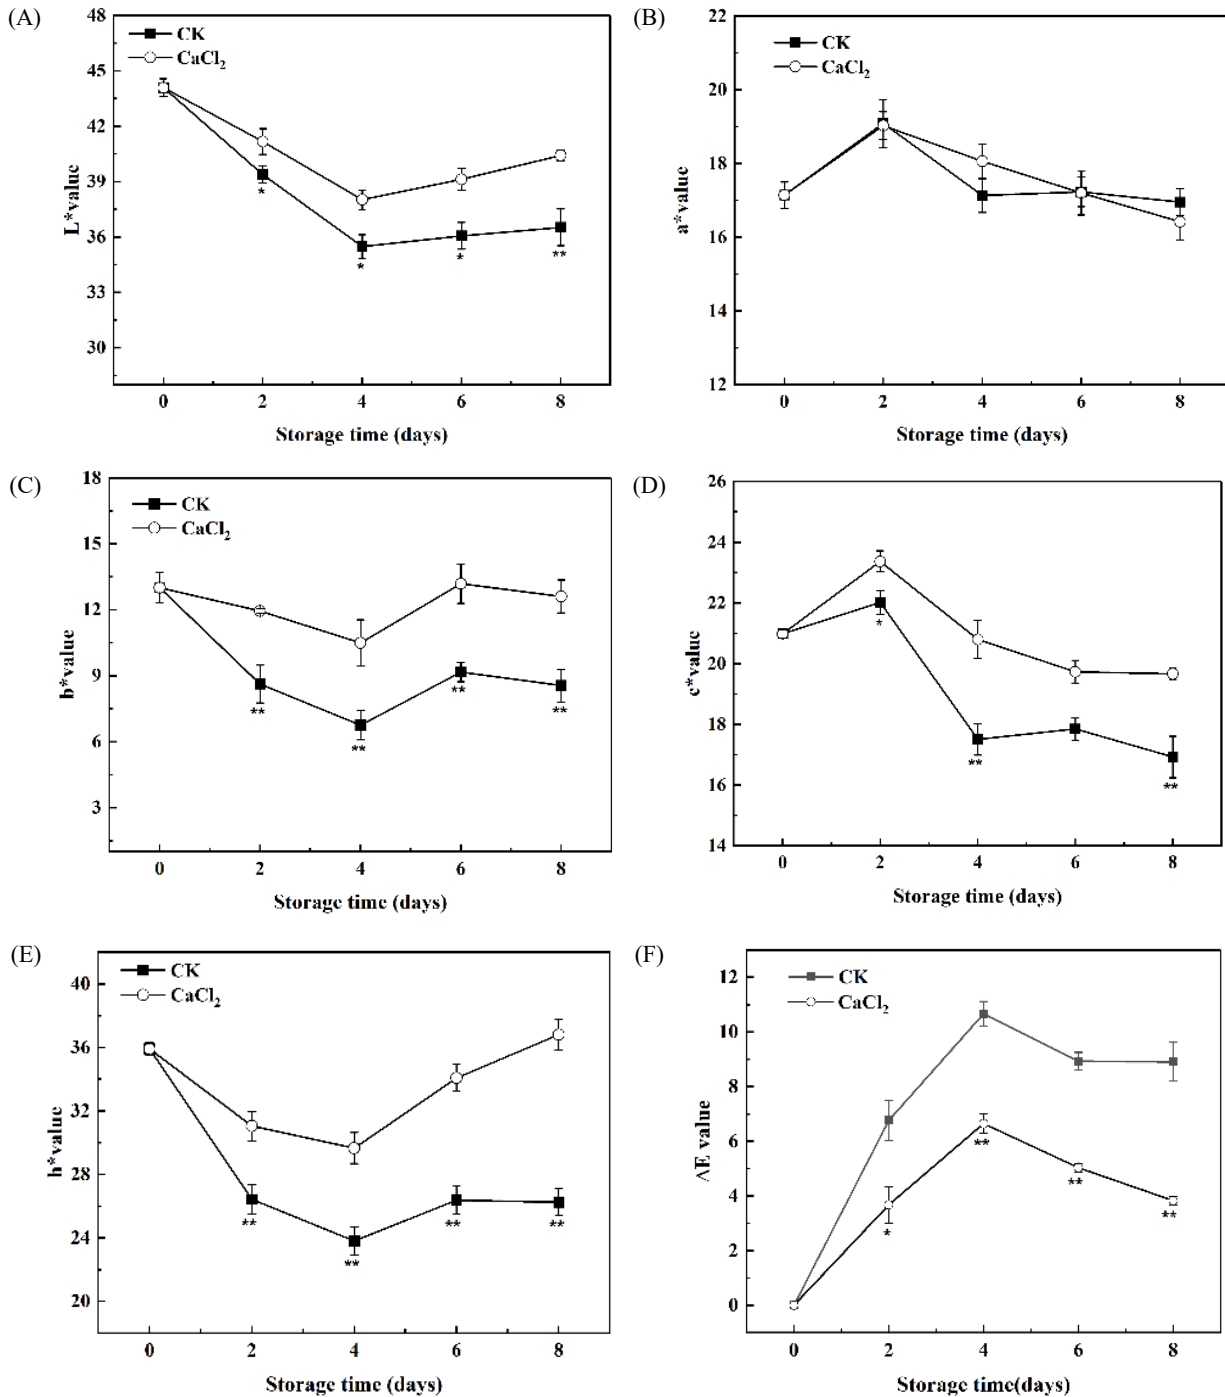 (A)
48
45
42
39
36
33
30
L*value
CK
CaCl₂
*
*
*
**
0 2 4 6 8
Storage time (days)
(B)
22
20
18
16
14
12
a*value
CK
CaCl₂
0 2 4 6 8
Storage time (days)
(C)
18
15
12
9
6
3
b*value
CK
CaCl₂
**
**
**
**
0 2 4 6 8
Storage time (days)
(D)
26
24
22
20
18
16
14
c*value
CK
CaCl₂
*
**
**
0 2 4 6 8
Storage time (days)
(E)
40
36
32
28
24
20
h*value
CK
CaCl₂
**
**
**
**
0 2 4 6 8
Storage time (days)
(F)
12
10
8
6
4
2
0
ΔE value
CK
CaCl₂
*
**
**
**
0 2 4 6 8
Storage time(days)